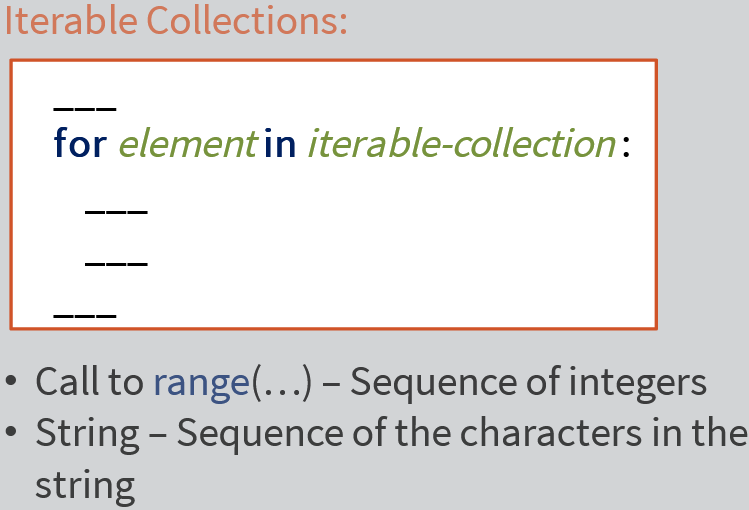 Iterable Collections:
___
for element in iterable-collection:
___
___
___
• Call to range(…) – Sequence of integers
• String – Sequence of the characters in the
string